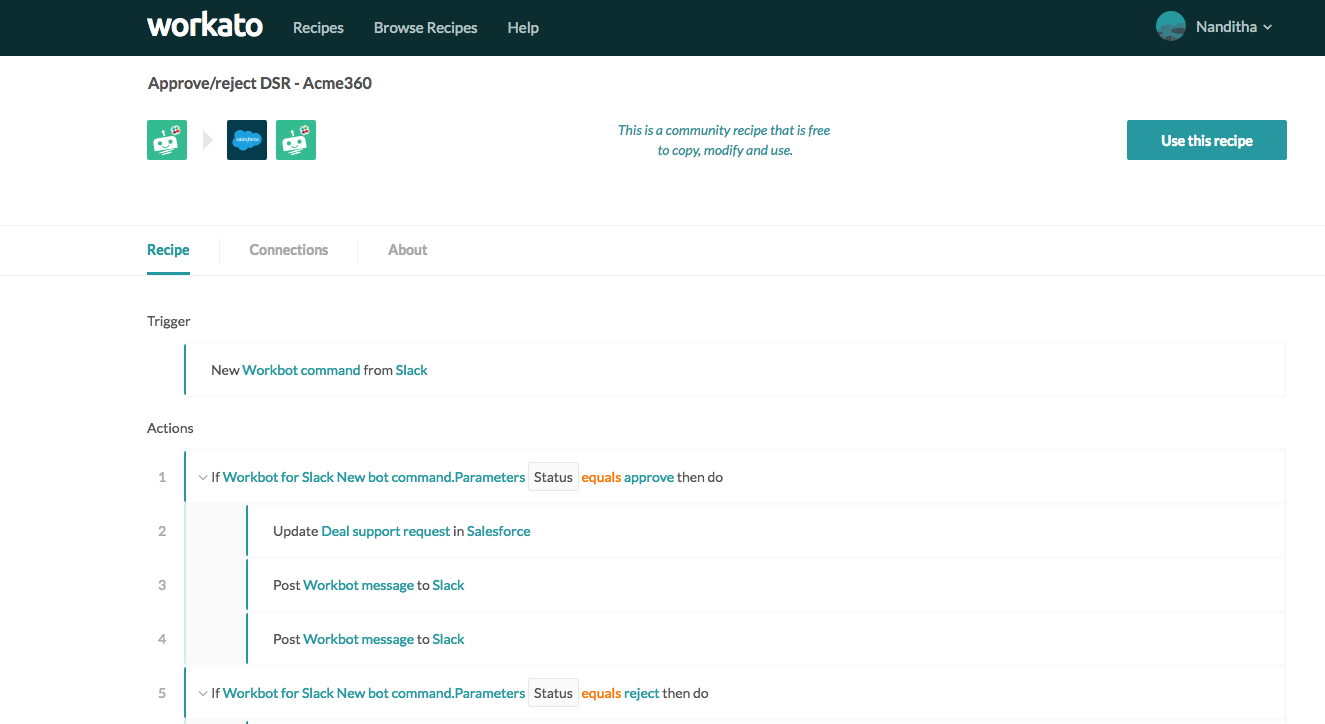 workato Recipes Browse Recipes Help Nanditha
Approve/reject DSR - Acme360
salesforce
This is a community recipe that is free
to copy, modify and use.
Use this recipe
Recipe Connections About
Trigger
New Workbot command from Slack
Actions
1 If Workbot for Slack New bot command.Parameters Status equals approve then do
2 Update Deal support request in Salesforce
3 Post Workbot message to Slack
4 Post Workbot message to Slack
5 If Workbot for Slack New bot command.Parameters Status equals reject then do